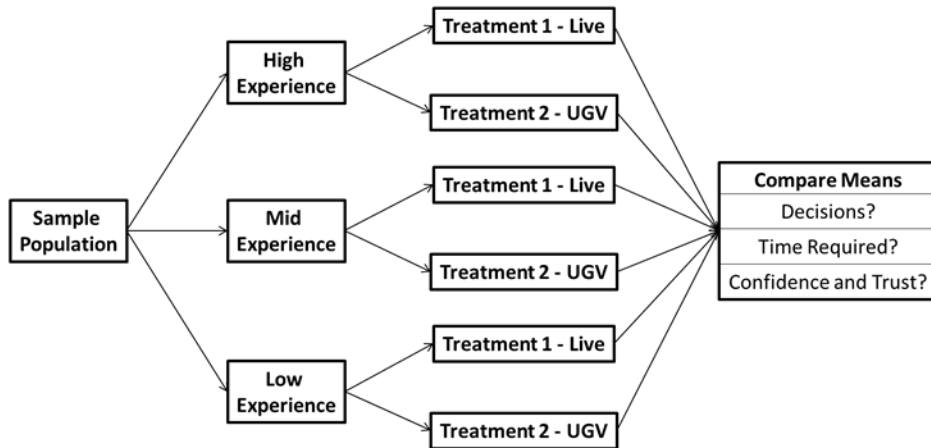 Sample
Population
High
Experience
Mid
Experience
Low
Experience
Treatment 1 - Live
Treatment 2 - UGV
Treatment 1 - Live
Treatment 2 - UGV
Treatment 1 - Live
Treatment 2 - UGV
Compare Means
Decisions?
Time Required?
Confidence and Trust?